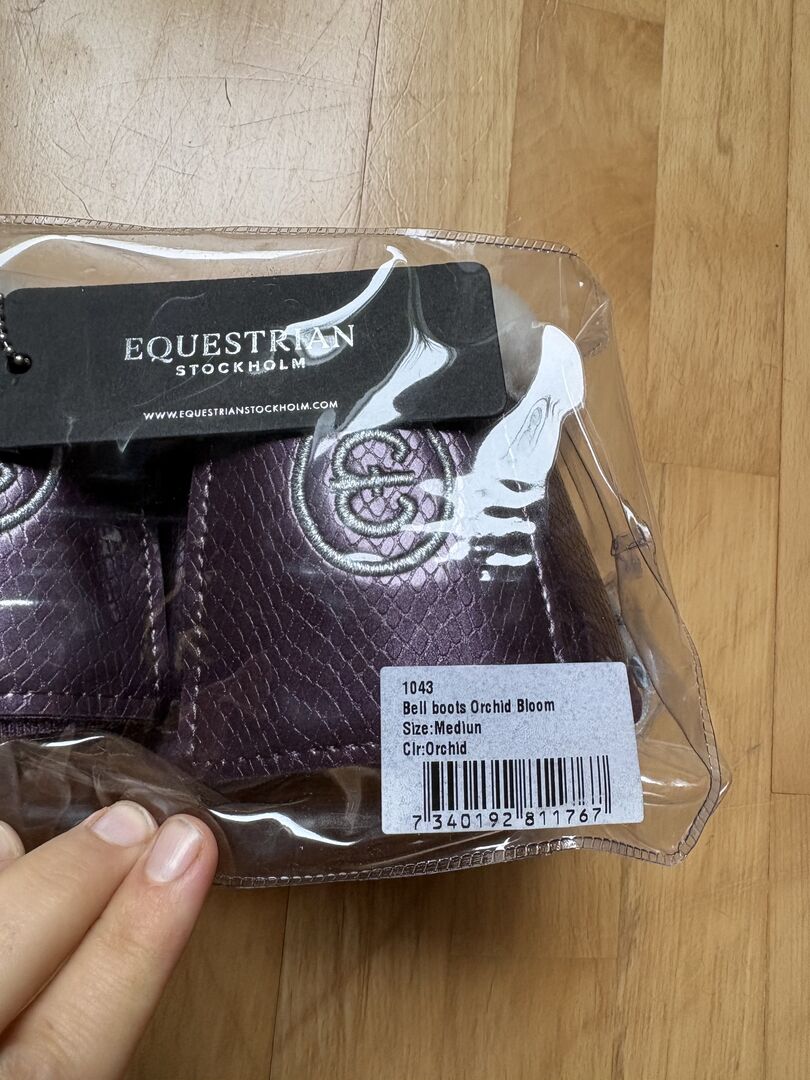 EQUESTRIAN
STOCKHOLM
WWW.EQUESTRIANSTOCKHOLM.COM
1043
Bell boots Orchid Bloom
Size:Mediun
Clr:Orchid
7 340192 811767